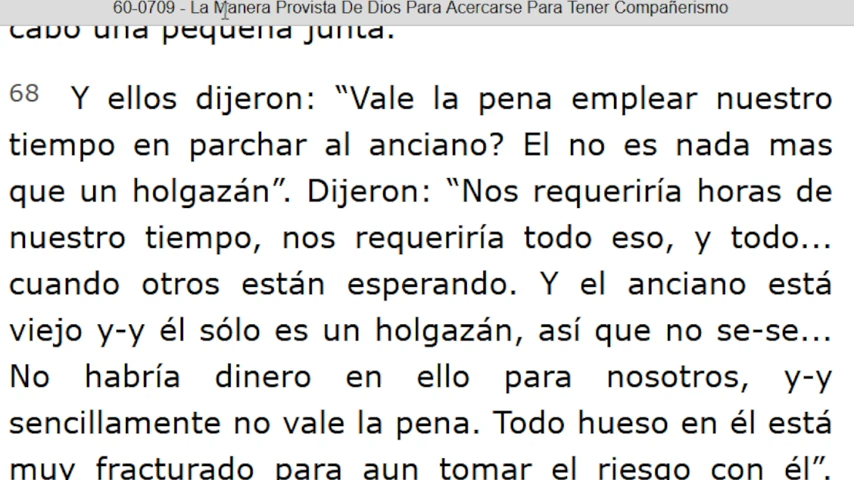 60-0709 - La Manera Provista De Dios Para Acercarse Para Tener Compañerismo
cabo una pequeña junta.
68 Y ellos dijeron: “Vale la pena emplear nuestro
tiempo en parchar al anciano? El no es nada mas
que un holgazán”. Dijeron: “Nos requeriría horas de
nuestro tiempo, nos requeriría todo eso, y todo...
cuando otros están esperando. Y el anciano está
viejo y-y él sólo es un holgazán, así que no se-se...
No habría dinero en ello para nosotros, y-y
sencillamente no vale la pena. Todo hueso en él está
muy fracturado para aun tomar el riesgo con él”.